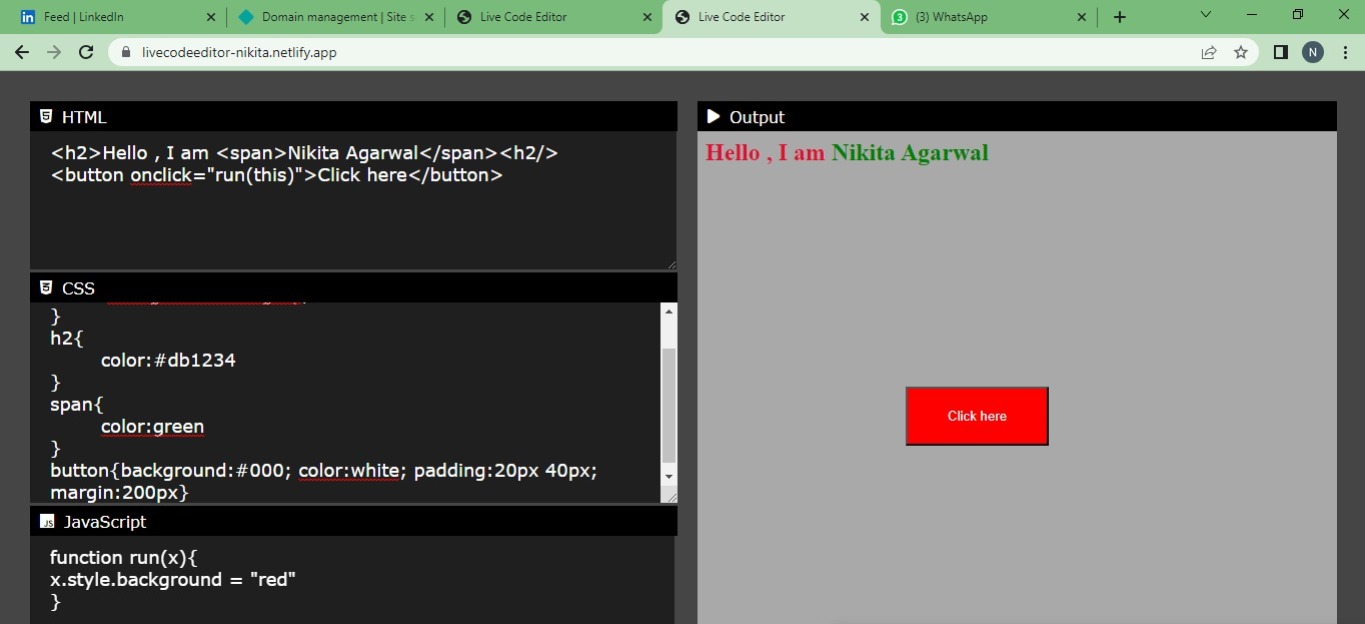 Feed | LinkedIn
Domain management | Site s
Live Code Editor
Live Code Editor
3
(3) WhatsApp
livecodeeditor-nikita.netlify.app
N
HTML
<h2>Hello , I am <span>Nikita Agarwal</span><h2/>
<button onclick="run(this)">Click here</button>
CSS
}
h2{
color:#db1234
}
span{
color:green
}
button{background:#000; color:white; padding:20px 40px;
margin:200px}
JS JavaScript
function run(x){
x.style.background = "red"
}
Output
Hello , I am Nikita Agarwal
Click here